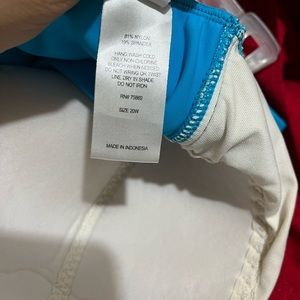 81% NYLON
19% SPANDEX
HAND WASH COLD
ONLY NON-CHLORINE
BLEACH WHEN NEEDED
DO NOT WRING OR TWIST
LINE DRY IN SHADE
DO NOT IRON
RN# 75869
SIZE 20W
MADE IN INDONESIA